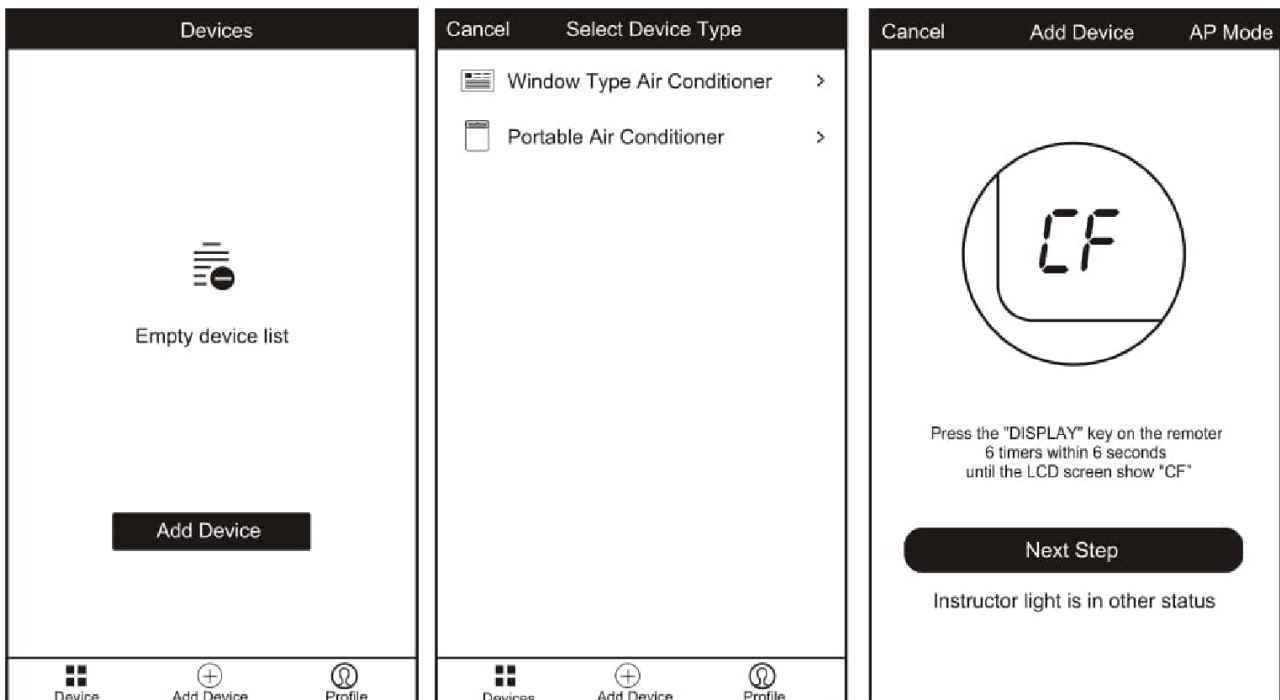 Devices
Empty device list
Add Device
Device Add Device Profile
Cancel Select Device Type
Window Type Air Conditioner >
Portable Air Conditioner >
Devices Add Device Profile
Cancel Add Device AP Mode
CF
Press the "DISPLAY" key on the remoter
6 timers within 6 seconds
until the LCD screen show "CF"
Next Step
Instructor light is in other status